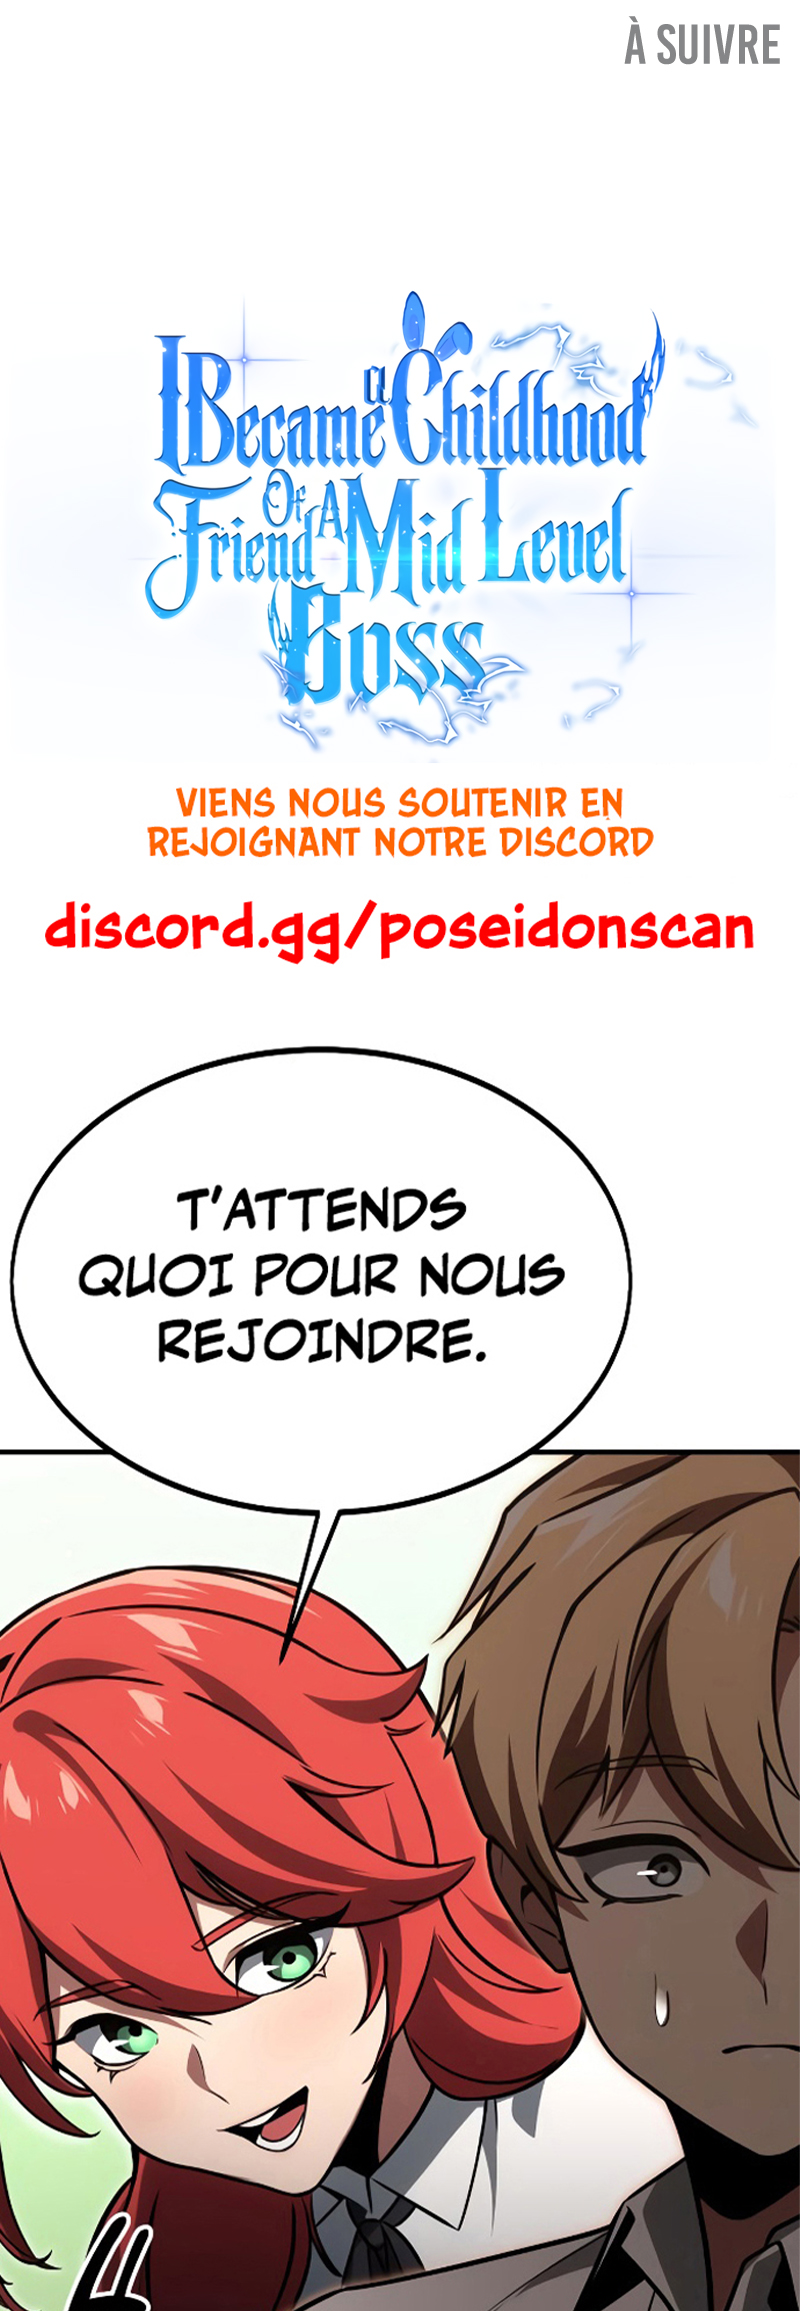 À SUIVRE
I Became a Childhood
Friend Of A Mid Level
Boss
VIENS NOUS SOUTENIR EN
REJOIGNANT NOTRE DISCORD
discord.gg/poseidonscan
T'ATTENDS
QUOI POUR NOUS
REJOINDRE.